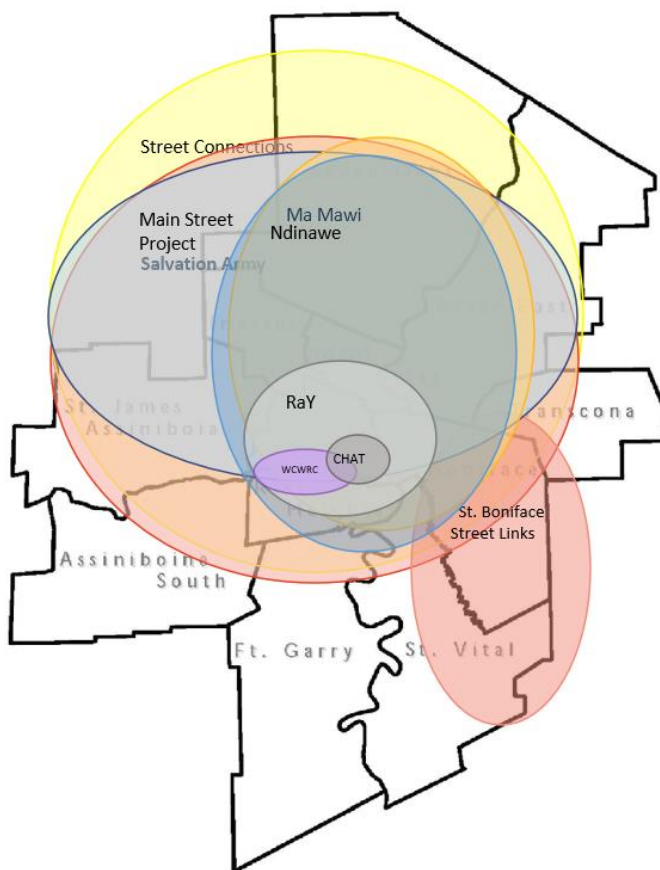 Street Connections
Main Street
Project
Salvation Army
Ma Mawi
Ndinawe
St. James
Assiniboia
RaY
CHAT
WCWRC
St. Boniface
Street Links
Assiniboine
South
Ft. Garry
St. Vital